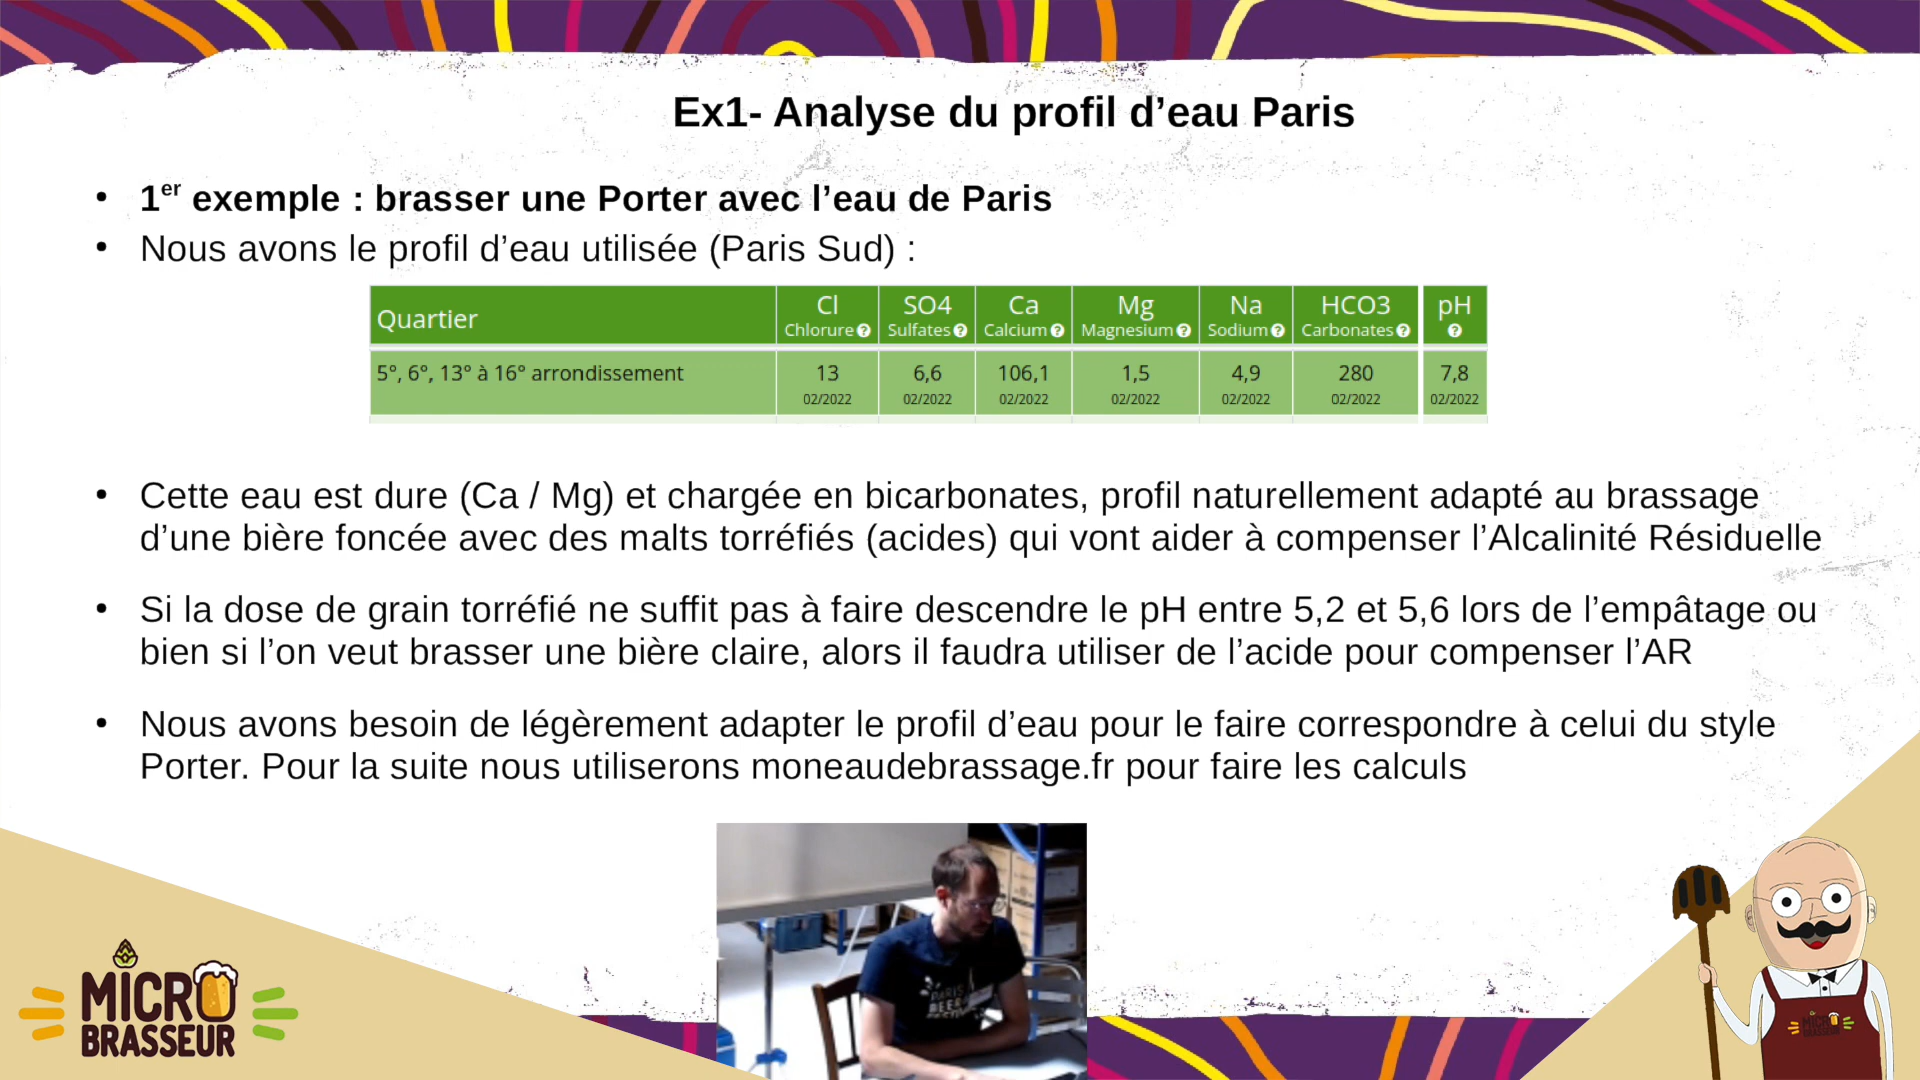 Ex1- Analyse du profil d’eau Paris
• 1er exemple : brasser une Porter avec l’eau de Paris
• Nous avons le profil d’eau utilisée (Paris Sud) :
Quartier Cl SO4 Ca Mg Na HCO3 pH
Chlorure ? Sulfates ? Calcium ? Magnesium ? Sodium ? Carbonates ? ?
5°, 6°, 13° à 16° arrondissement 13 6,6 106,1 1,5 4,9 280 7,8
02/2022 02/2022 02/2022 02/2022 02/2022 02/2022 02/2022
• Cette eau est dure (Ca / Mg) et chargée en bicarbonates, profil naturellement adapté au brassage
d’une bière foncée avec des malts torréfiés (acides) qui vont aider à compenser l’Alcalinité Résiduelle
• Si la dose de grain torréfié ne suffit pas à faire descendre le pH entre 5,2 et 5,6 lors de l’empâtage ou
bien si l’on veut brasser une bière claire, alors il faudra utiliser de l’acide pour compenser l’AR
• Nous avons besoin de légèrement adapter le profil d’eau pour le faire correspondre à celui du style
Porter. Pour la suite nous utiliserons moneaudebrassage.fr pour faire les calculs
MICRO
BRASSEUR
PARIS
BEER